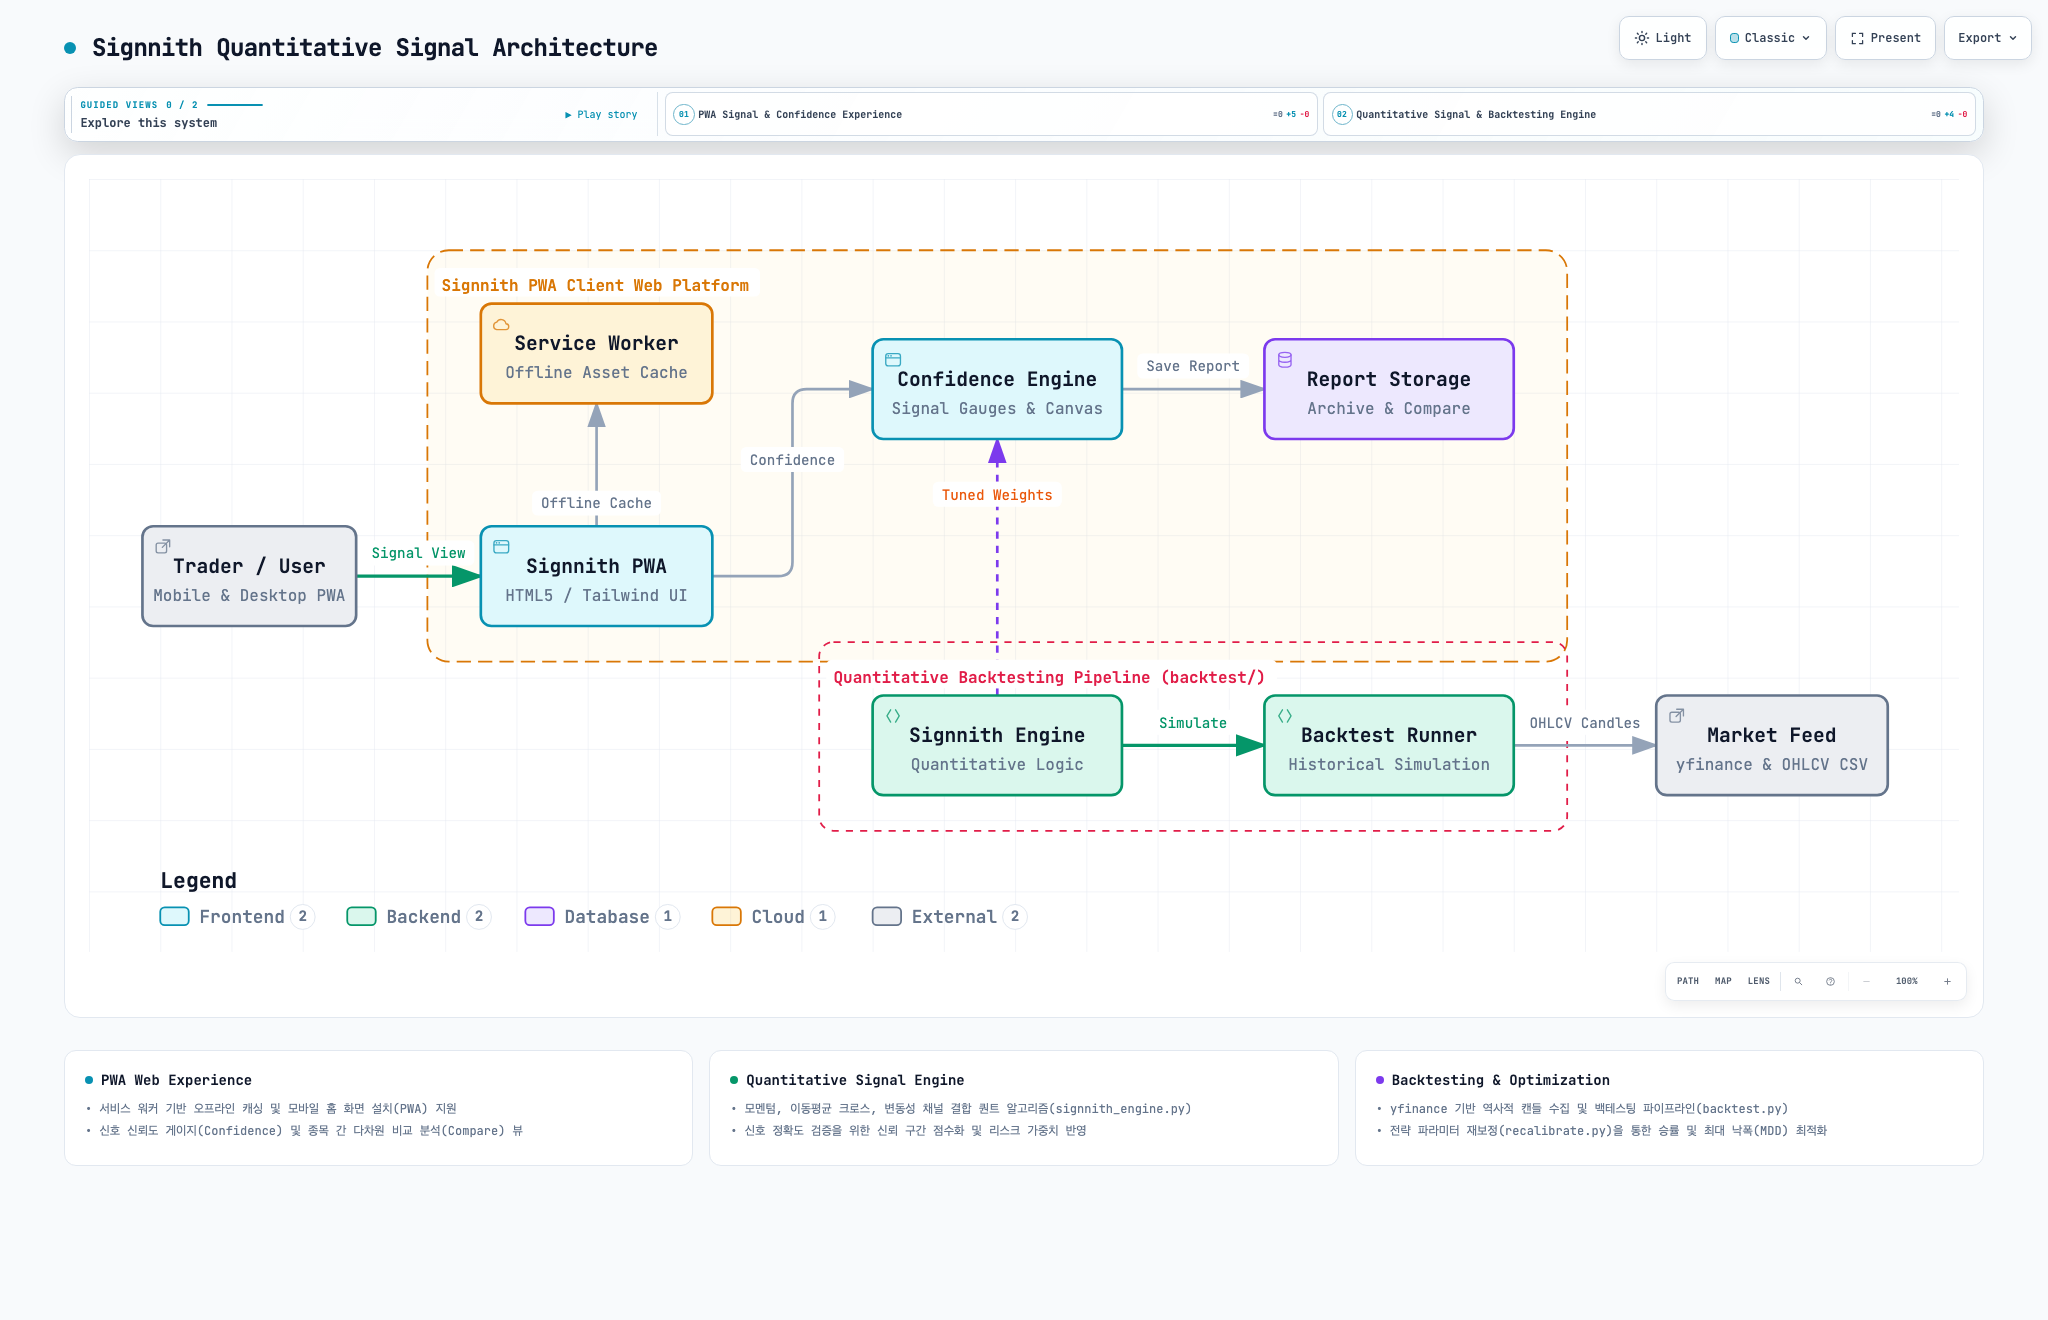 Signnith Quantitative Signal Architecture
Light
Classic
Present
Export
GUIDED VIEWS 0 / 2
Explore this system
▶ Play story
01 PWA Signal & Confidence Experience
=0 +5 -0
02 Quantitative Signal & Backtesting Engine
=0 +4 -0
Signnith PWA Client Web Platform
Service Worker
Offline Asset Cache
Confidence Engine
Signal Gauges & Canvas
Save Report
Report Storage
Archive & Compare
Confidence
Tuned Weights
Offline Cache
Trader / User
Mobile & Desktop PWA
Signal View
Signnith PWA
HTML5 / Tailwind UI
Quantitative Backtesting Pipeline (backtest/)
Signnith Engine
Quantitative Logic
Simulate
Backtest Runner
Historical Simulation
OHLCV Candles
Market Feed
yfinance & OHLCV CSV
Legend
Frontend 2
Backend 2
Database 1
Cloud 1
External 2
PATH
MAP
LENS
100%
PWA Web Experience
• 서비스 워커 기반 오프라인 캐싱 및 모바일 홈 화면 설치(PWA) 지원
• 신호 신뢰도 게이지(Confidence) 및 종목 간 다차원 비교 분석(Compare) 뷰
Quantitative Signal Engine
• 모멘텀, 이동평균 크로스, 변동성 채널 결합 퀀트 알고리즘(signnith_engine.py)
• 신호 정확도 검증을 위한 신뢰 구간 점수화 및 리스크 가중치 반영
Backtesting & Optimization
• yfinance 기반 역사적 캔들 수집 및 백테스팅 파이프라인(backtest.py)
• 전략 파라미터 재보정(recalibrate.py)을 통한 승률 및 최대 낙폭(MDD) 최적화